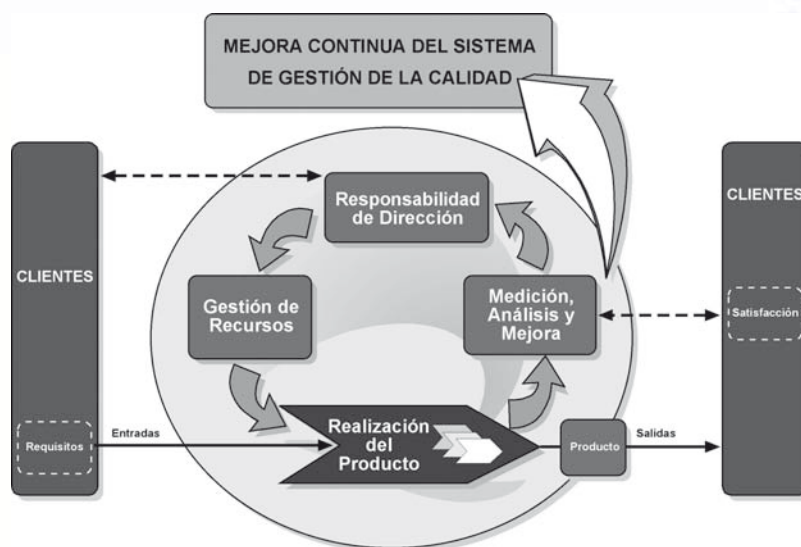 MEJORA CONTINUA DEL SISTEMA
DE GESTIÓN DE LA CALIDAD
CLIENTES
Requisitos
Entradas
Responsabilidad
de Dirección
Gestión de
Recursos
Medición,
Análisis y
Mejora
Realización
del
Producto
Producto
Salidas
CLIENTES
Satisfacción